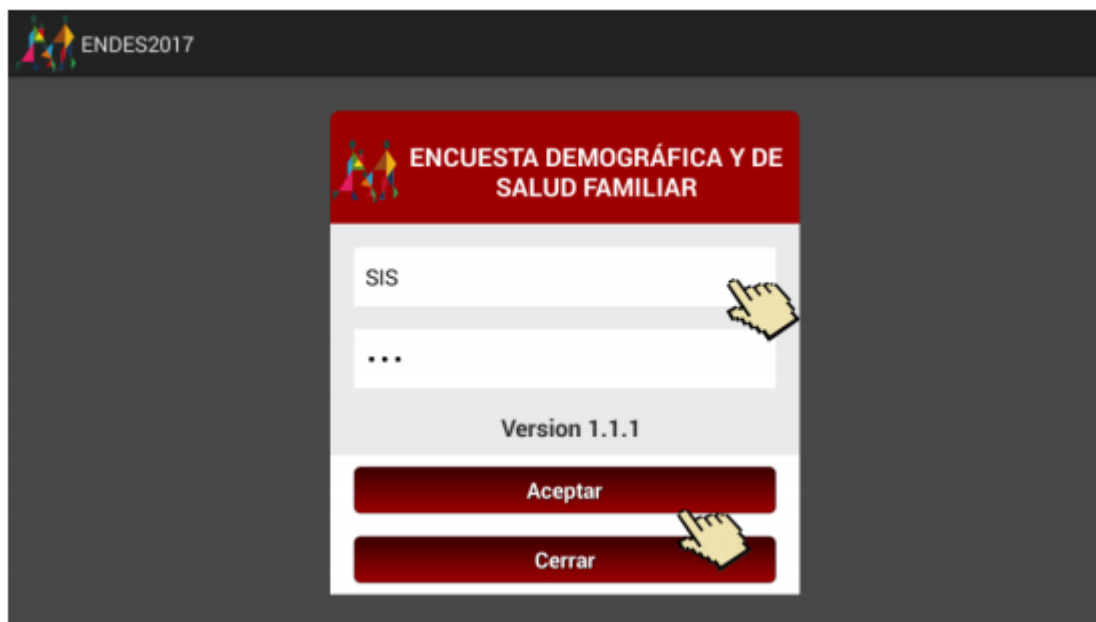 ENDES2017
ENCUESTA DEMOGRÁFICA Y DE
SALUD FAMILIAR
SIS
•••
Version 1.1.1
Aceptar
Cerrar